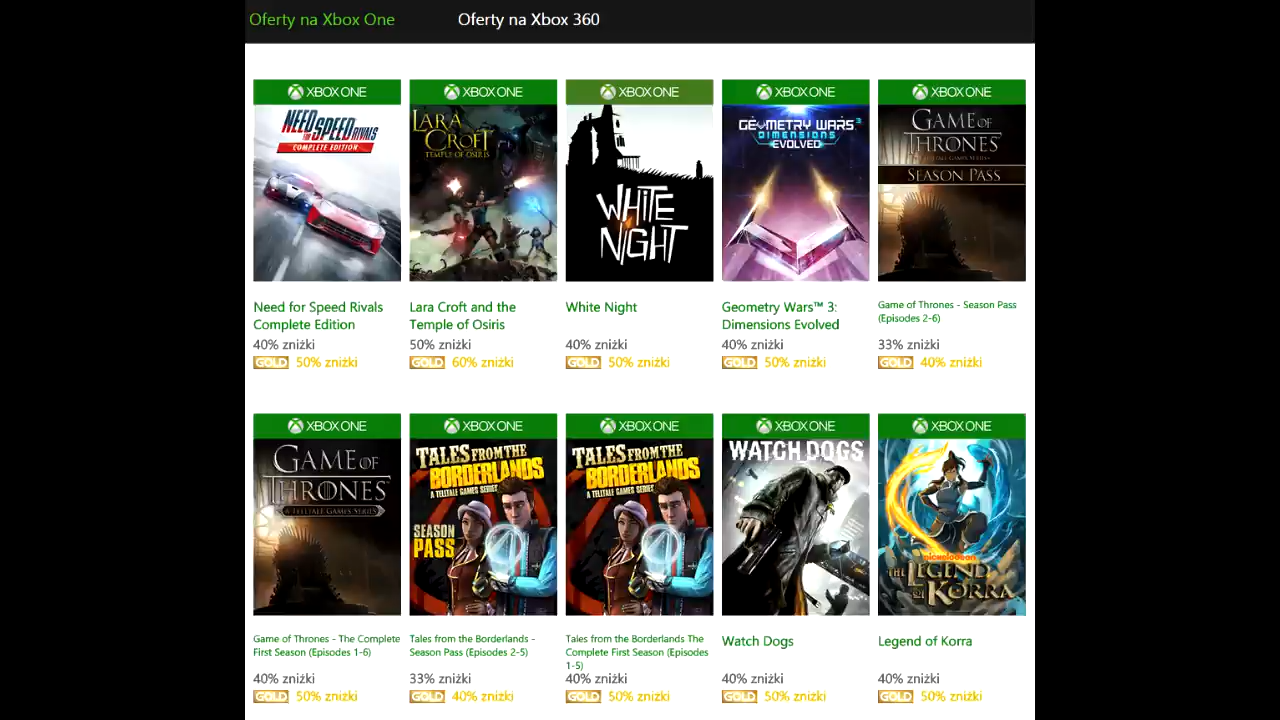 Oferty na Xbox One
Oferty na Xbox 360
XBOX ONE
XBOX ONE
XBOX ONE
XBOX ONE
XBOX ONE
NEED FOR SPEED RIVALS
COMPLETE EDITION
LARA CROFT
TEMPLE OF OSIRIS
WHITE NIGHT
GEOMETRY WARS 3
DIMENSIONS
EVOLVED
GAME OF
THRONES
A TELLTALE GAMES SERIES
SEASON PASS
Need for Speed Rivals
Complete Edition
40% zniżki
GOLD 50% zniżki
Lara Croft and the
Temple of Osiris
50% zniżki
GOLD 60% zniżki
White Night
40% zniżki
GOLD 50% zniżki
Geometry Wars™ 3:
Dimensions Evolved
40% zniżki
GOLD 50% zniżki
Game of Thrones - Season Pass
(Episodes 2-6)
33% zniżki
GOLD 40% zniżki
XBOX ONE
XBOX ONE
XBOX ONE
XBOX ONE
XBOX ONE
GAME OF
THRONES
A TELLTALE GAMES SERIES
TALES FROM THE
BORDERLANDS
A TELLTALE GAMES SERIES
SEASON
PASS
TALES FROM THE
BORDERLANDS
A TELLTALE GAMES SERIES
WATCH DOGS
nickelodeon
THE LEGEND
OF KORRA
Game of Thrones - The Complete
First Season (Episodes 1-6)
40% zniżki
GOLD 50% zniżki
Tales from the Borderlands -
Season Pass (Episodes 2-5)
33% zniżki
GOLD 40% zniżki
Tales from the Borderlands The
Complete First Season (Episodes
1-5)
40% zniżki
GOLD 50% zniżki
Watch Dogs
40% zniżki
GOLD 50% zniżki
Legend of Korra
40% zniżki
GOLD 50% zniżki